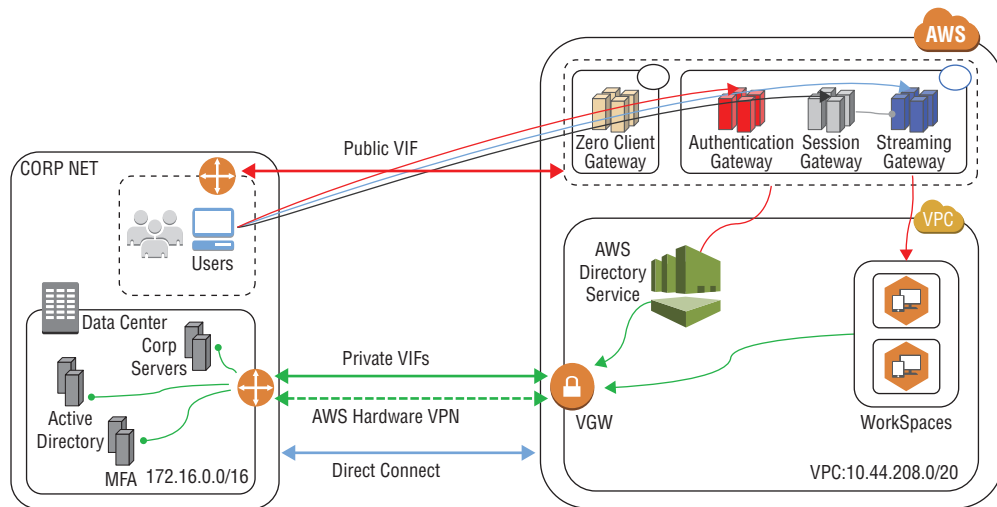 AWS
Zero Client
Gateway
Authentication
Gateway
Session
Gateway
Streaming
Gateway
Public VIF
CORP NET
Users
VPC
AWS
Directory
Service
Data Center
Corp
Servers
Active
Directory
MFA
172.16.0.0/16
Private VIFs
AWS Hardware VPN
Direct Connect
VGW
WorkSpaces
VPC:10.44.208.0/20